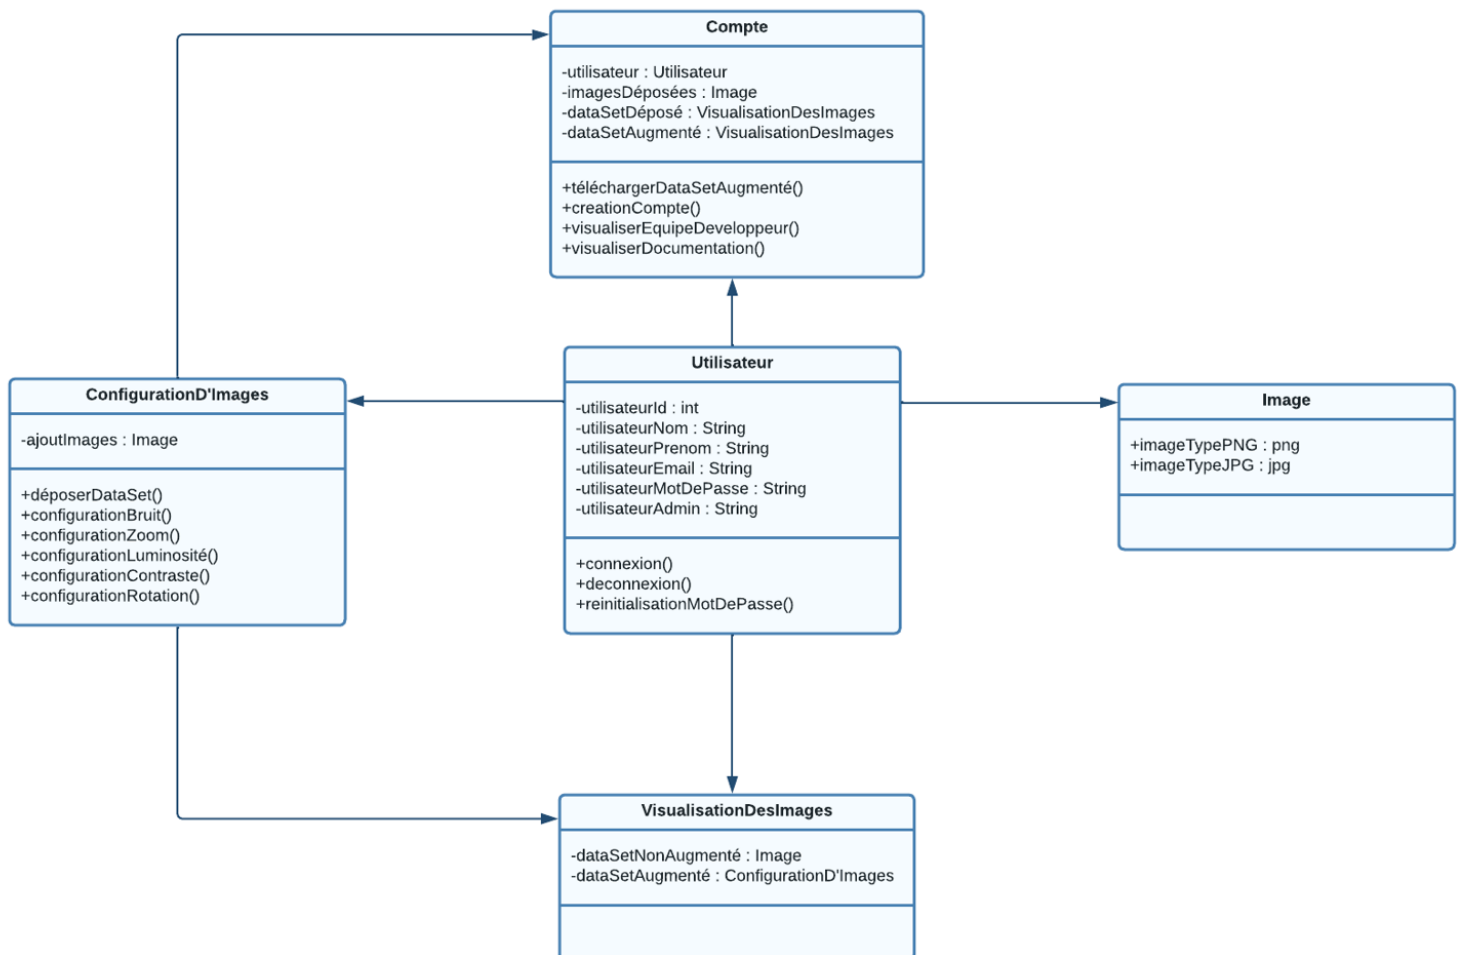 Compte
-utilisateur : Utilisateur
-imagesDéposées : Image
-dataSetDéposé : VisualisationDesImages
-dataSetAugmenté : VisualisationDesImages
+téléchargerDataSetAugmenté()
+creationCompte()
+visualiserEquipeDeveloppeur()
+visualiserDocumentation()
ConfigurationD'Images
-ajoutImages : Image
+déposerDataSet()
+configurationBruit()
+configurationZoom()
+configurationLuminosité()
+configurationContraste()
+configurationRotation()
Utilisateur
-utilisateurId : int
-utilisateurNom : String
-utilisateurPrenom : String
-utilisateurEmail : String
-utilisateurMotDePasse : String
-utilisateurAdmin : String
+connexion()
+deconnexion()
+reinitialisationMotDePasse()
Image
+imageTypePNG : png
+imageTypeJPG : jpg
VisualisationDesImages
-dataSetNonAugmenté : Image
-dataSetAugmenté : ConfigurationD'Images